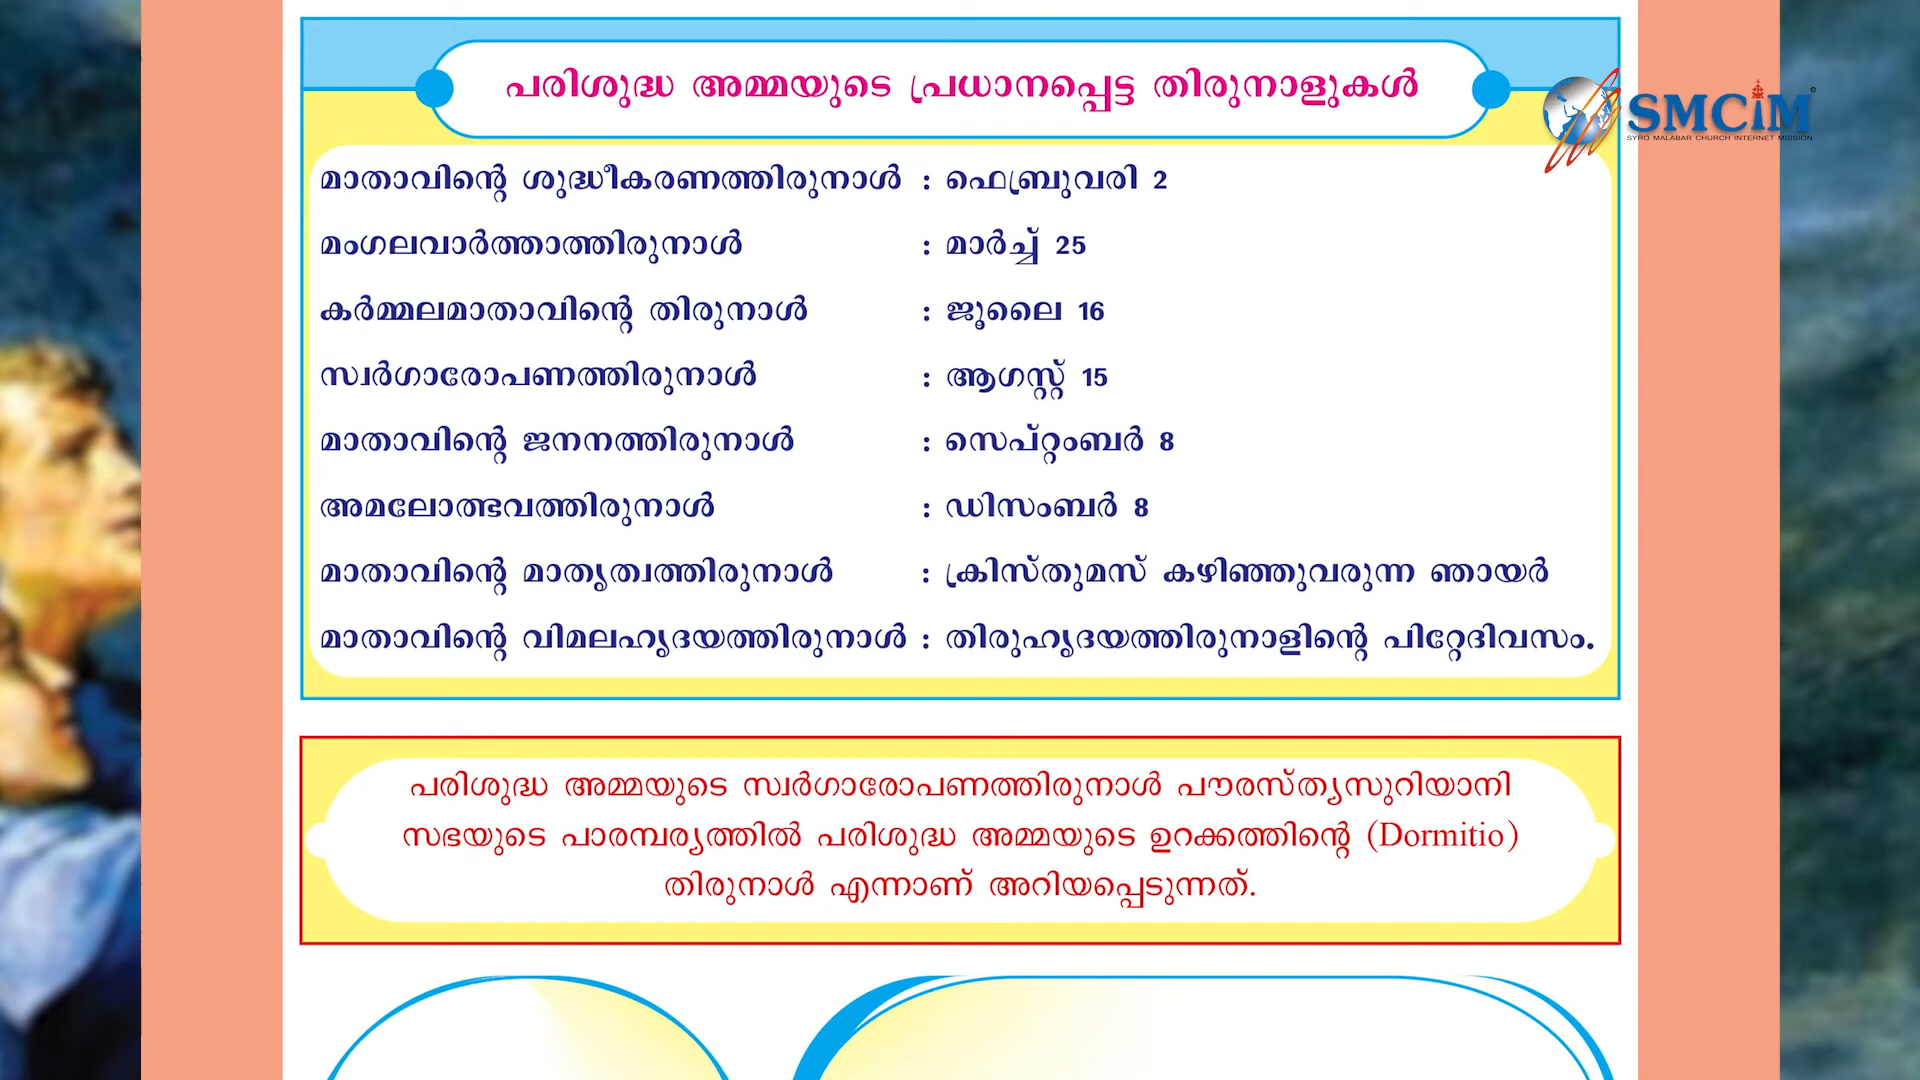 പരിശുദ്ധ അമ്മയുടെ പ്രധാനപ്പെട്ട തിരുനാളുകൾ
SMCIM
SYRO MALABAR CHURCH INTERNET MISSION
മാതാവിന്റെ ശുദ്ധീകരണത്തിരുനാൾ : ഫെബ്രുവരി 2
മംഗലവാർത്താത്തിരുനാൾ : മാർച്ച് 25
കർമ്മലമാതാവിന്റെ തിരുനാൾ : ജൂലൈ 16
സ്വർഗാരോപണത്തിരുനാൾ : ആഗസ്റ്റ് 15
മാതാവിന്റെ ജനനത്തിരുനാൾ : സെപ്റ്റംബർ 8
അമലോത്ഭവത്തിരുനാൾ : ഡിസംബർ 8
മാതാവിന്റെ മാതൃത്വത്തിരുനാൾ : ക്രിസ്തുമസ് കഴിഞ്ഞുവരുന്ന ഞായർ
മാതാവിന്റെ വിമലഹൃദയത്തിരുനാൾ : തിരുഹൃദയത്തിരുനാളിന്റെ പിറ്റേദിവസം.
പരിശുദ്ധ അമ്മയുടെ സ്വർഗാരോപണത്തിരുനാൾ പൗരസ്ത്യസുറിയാനി
സഭയുടെ പാരമ്പര്യത്തിൽ പരിശുദ്ധ അമ്മയുടെ ഉറക്കത്തിന്റെ (Dormitio)
തിരുനാൾ എന്നാണ് അറിയപ്പെടുന്നത്.